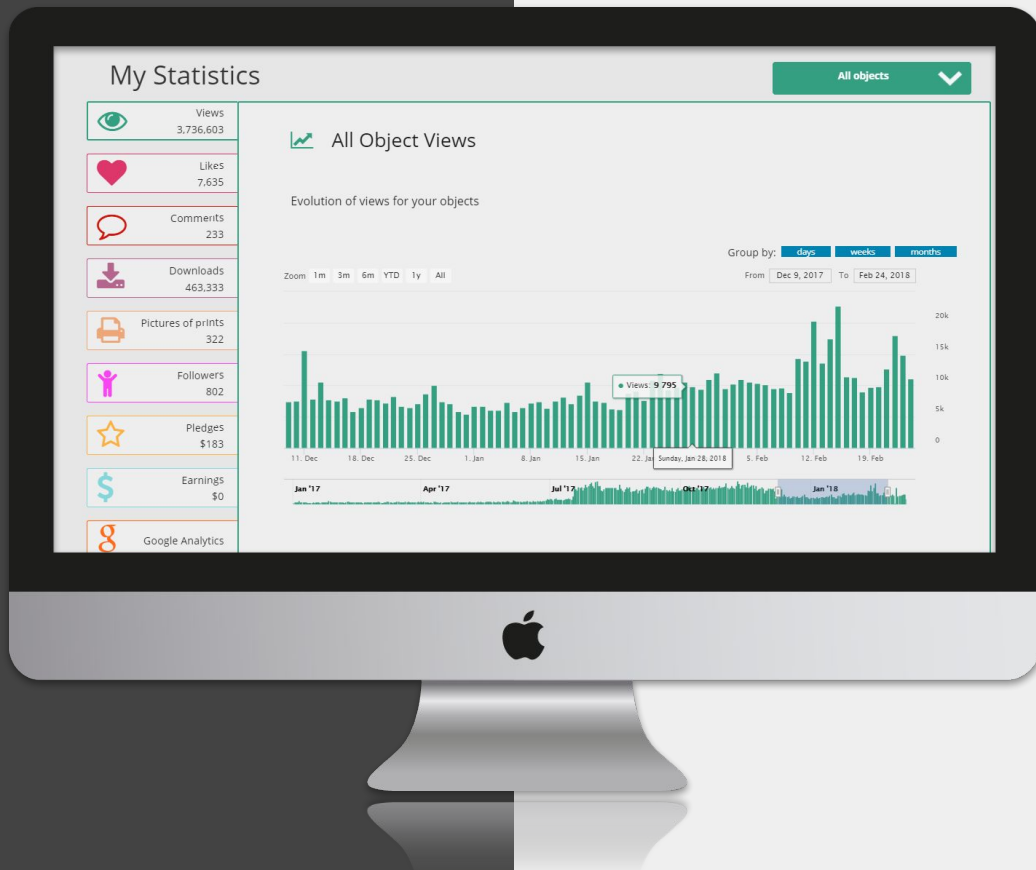 My Statistics
All objects
Views
3,736,603
Likes
7,635
Comments
233
Downloads
463,333
Pictures of prints
322
Followers
802
Pledges
$183
Earnings
$0
Google Analytics
All Object Views
Evolution of views for your objects
Group by: days weeks months
Zoom 1m 3m 6m YTD 1y All
From Dec 9, 2017 To Feb 24, 2018
20k
15k
10k
5k
0
Views: 9 795
11. Dec 18. Dec 25. Dec 1. Jan 8. Jan 15. Jan 22. Sunday, Jan 28, 2018 5. Feb 12. Feb 19. Feb
Jan '17 Apr '17 Jul '17 Oct '17 Jan '18